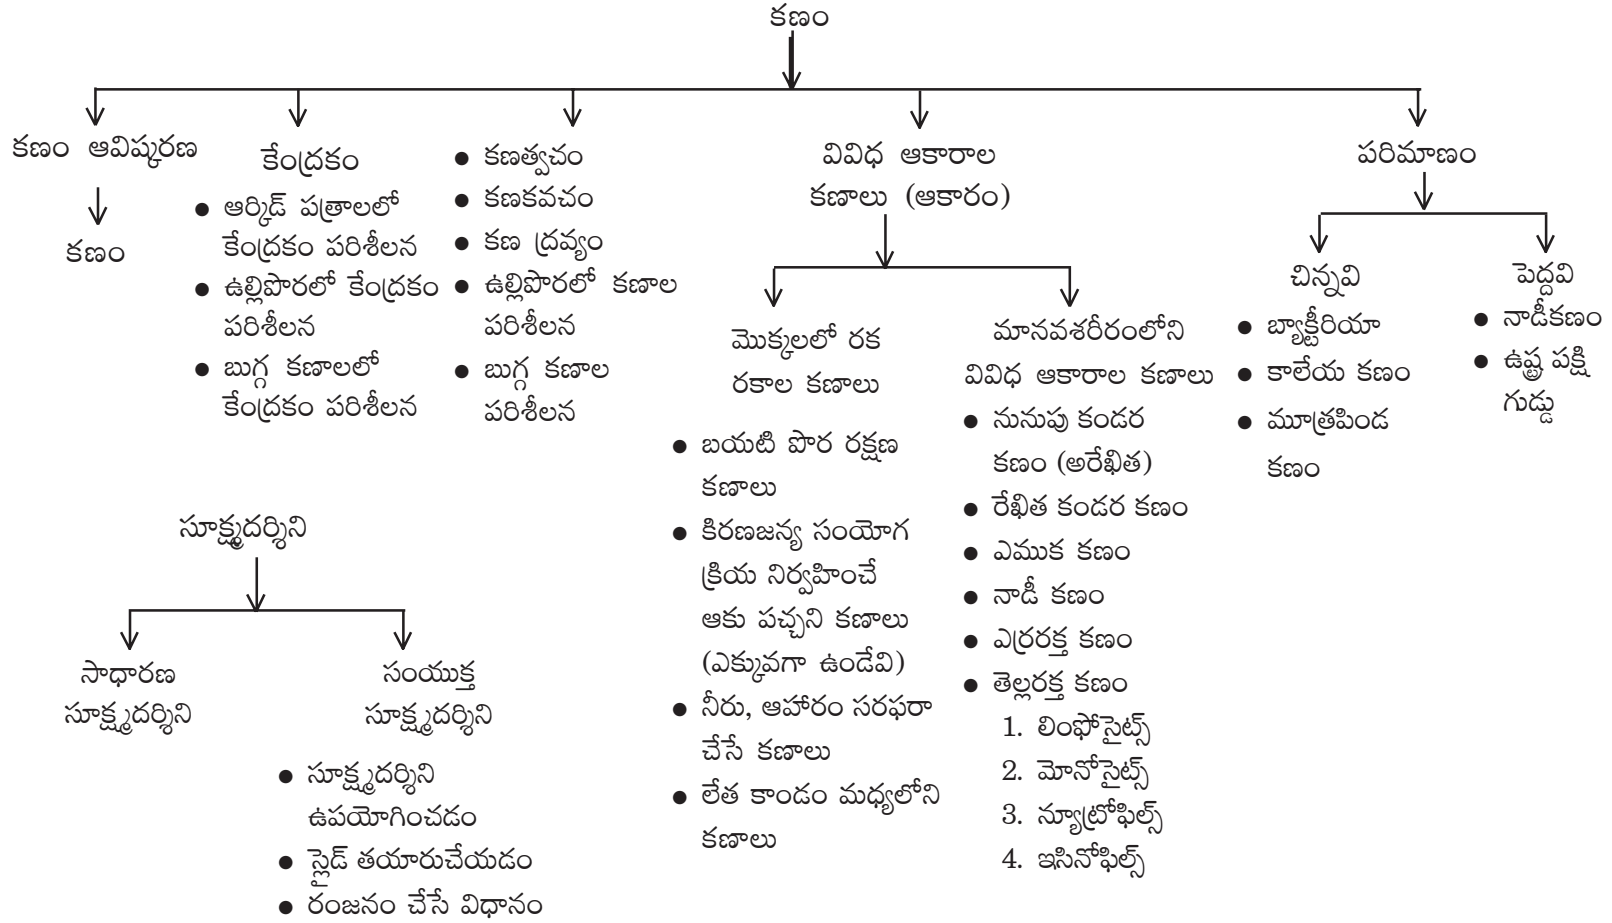 కణం
కణం ఆవిష్కరణ
కణం
కేంద్రకం
● ఆర్కిడ్ పత్రాలలో
కేంద్రకం పరిశీలన
● ఉల్లిపొరలో కేంద్రకం
పరిశీలన
● బుగ్గ కణాలలో
కేంద్రకం పరిశీలన
● కణత్వచం
● కణకవచం
● కణ ద్రవ్యం
● ఉల్లిపొరలో కణాల
పరిశీలన
● బుగ్గ కణాల
పరిశీలన
వివిధ ఆకారాల
కణాలు (ఆకారం)
మొక్కలలో రక
రకాల కణాలు
● బయటి పొర రక్షణ
కణాలు
● కిరణజన్య సంయోగ
క్రియ నిర్వహించే
ఆకు పచ్చని కణాలు
(ఎక్కువగా ఉండేవి)
● నీరు, ఆహారం సరఫరా
చేసే కణాలు
● లేత కాండం మధ్యలోని
కణాలు
మానవశరీరంలోని
వివిధ ఆకారాల కణాలు
● నునుపు కండర
కణం (అరేఖిత)
● రేఖిత కండర కణం
● ఎముక కణం
● నాడీ కణం
● ఎర్రరక్త కణం
● తెల్లరక్త కణం
1. లింఫోసైట్స్
2. మోనోసైట్స్
3. న్యూట్రోఫిల్స్
4. ఇసినోఫిల్స్
పరిమాణం
చిన్నవి
● బ్యాక్టీరియా
● కాలేయ కణం
● మూత్రపిండ
కణం
పెద్దవి
● నాడీకణం
● ఉష్ట్ర పక్షి
గుడ్డు
సూక్ష్మదర్శిని
సాధారణ
సూక్ష్మదర్శిని
సంయుక్త
సూక్ష్మదర్శిని
● సూక్ష్మదర్శిని
ఉపయోగించడం
● స్లైడ్ తయారుచేయడం
● రంజనం చేసే విధానం